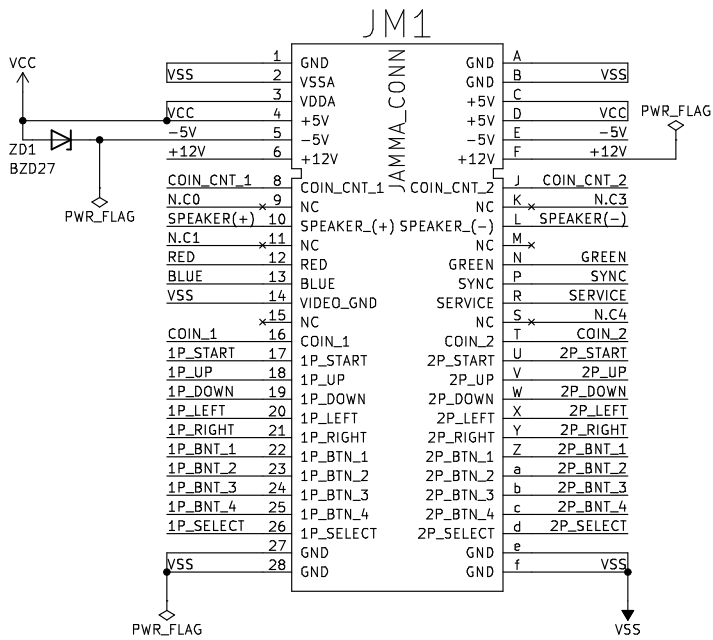 JM1
JAMMA_CONN
VCC
1 GND GND A
VSS 2 VSSA GND B VSS
3 VDDA +5V C
VCC 4 +5V +5V D VCC PWR_FLAG
-5V 5 -5V -5V E -5V
ZD1 +12V 6 +12V +12V F +12V
BZD27
COIN_CNT_1 8 COIN_CNT_1 COIN_CNT_2 J COIN_CNT_2
N.C0 9 NC NC K N.C3
PWR_FLAG SPEAKER(+) 10 SPEAKER_(+) SPEAKER_(-) L SPEAKER(-)
N.C1 11 NC NC M
RED 12 RED GREEN N GREEN
BLUE 13 BLUE SYNC P SYNC
VSS 14 VIDEO_GND SERVICE R SERVICE
15 NC NC S N.C4
COIN_1 16 COIN_1 COIN_2 T COIN_2
1P_START 17 1P_START 2P_START U 2P_START
1P_UP 18 1P_UP 2P_UP V 2P_UP
1P_DOWN 19 1P_DOWN 2P_DOWN W 2P_DOWN
1P_LEFT 20 1P_LEFT 2P_LEFT X 2P_LEFT
1P_RIGHT 21 1P_RIGHT 2P_RIGHT Y 2P_RIGHT
1P_BNT_1 22 1P_BTN_1 2P_BTN_1 Z 2P_BNT_1
1P_BNT_2 23 1P_BTN_2 2P_BTN_2 a 2P_BNT_2
1P_BNT_3 24 1P_BTN_3 2P_BTN_3 b 2P_BNT_3
1P_BNT_4 25 1P_BTN_4 2P_BTN_4 c 2P_BNT_4
1P_SELECT 26 1P_SELECT 2P_SELECT d 2P_SELECT
27 GND GND e
VSS 28 GND GND f VSS
PWR_FLAG VSS